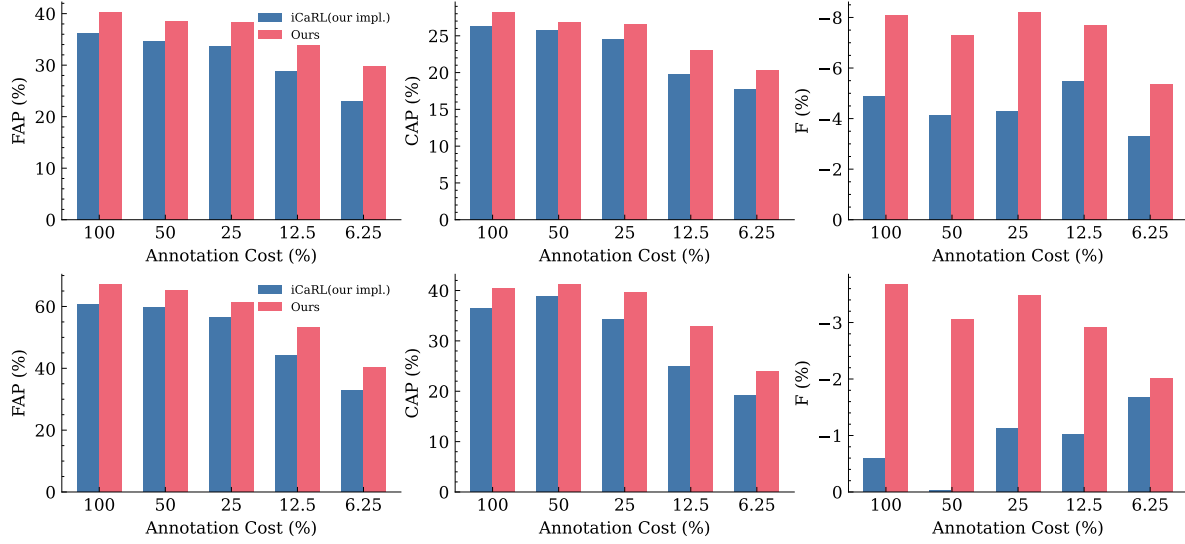 FAP (%)
40
30
20
10
0
iCaRL(our impl.)
Ours
100 50 25 12.5 6.25
Annotation Cost (%)
CAP (%)
25
20
15
10
5
0
100 50 25 12.5 6.25
Annotation Cost (%)
F (%)
−8
−6
−4
−2
0
100 50 25 12.5 6.25
Annotation Cost (%)
FAP (%)
60
40
20
0
iCaRL(our impl.)
Ours
100 50 25 12.5 6.25
Annotation Cost (%)
CAP (%)
40
30
20
10
0
100 50 25 12.5 6.25
Annotation Cost (%)
F (%)
−3
−2
−1
0
100 50 25 12.5 6.25
Annotation Cost (%)